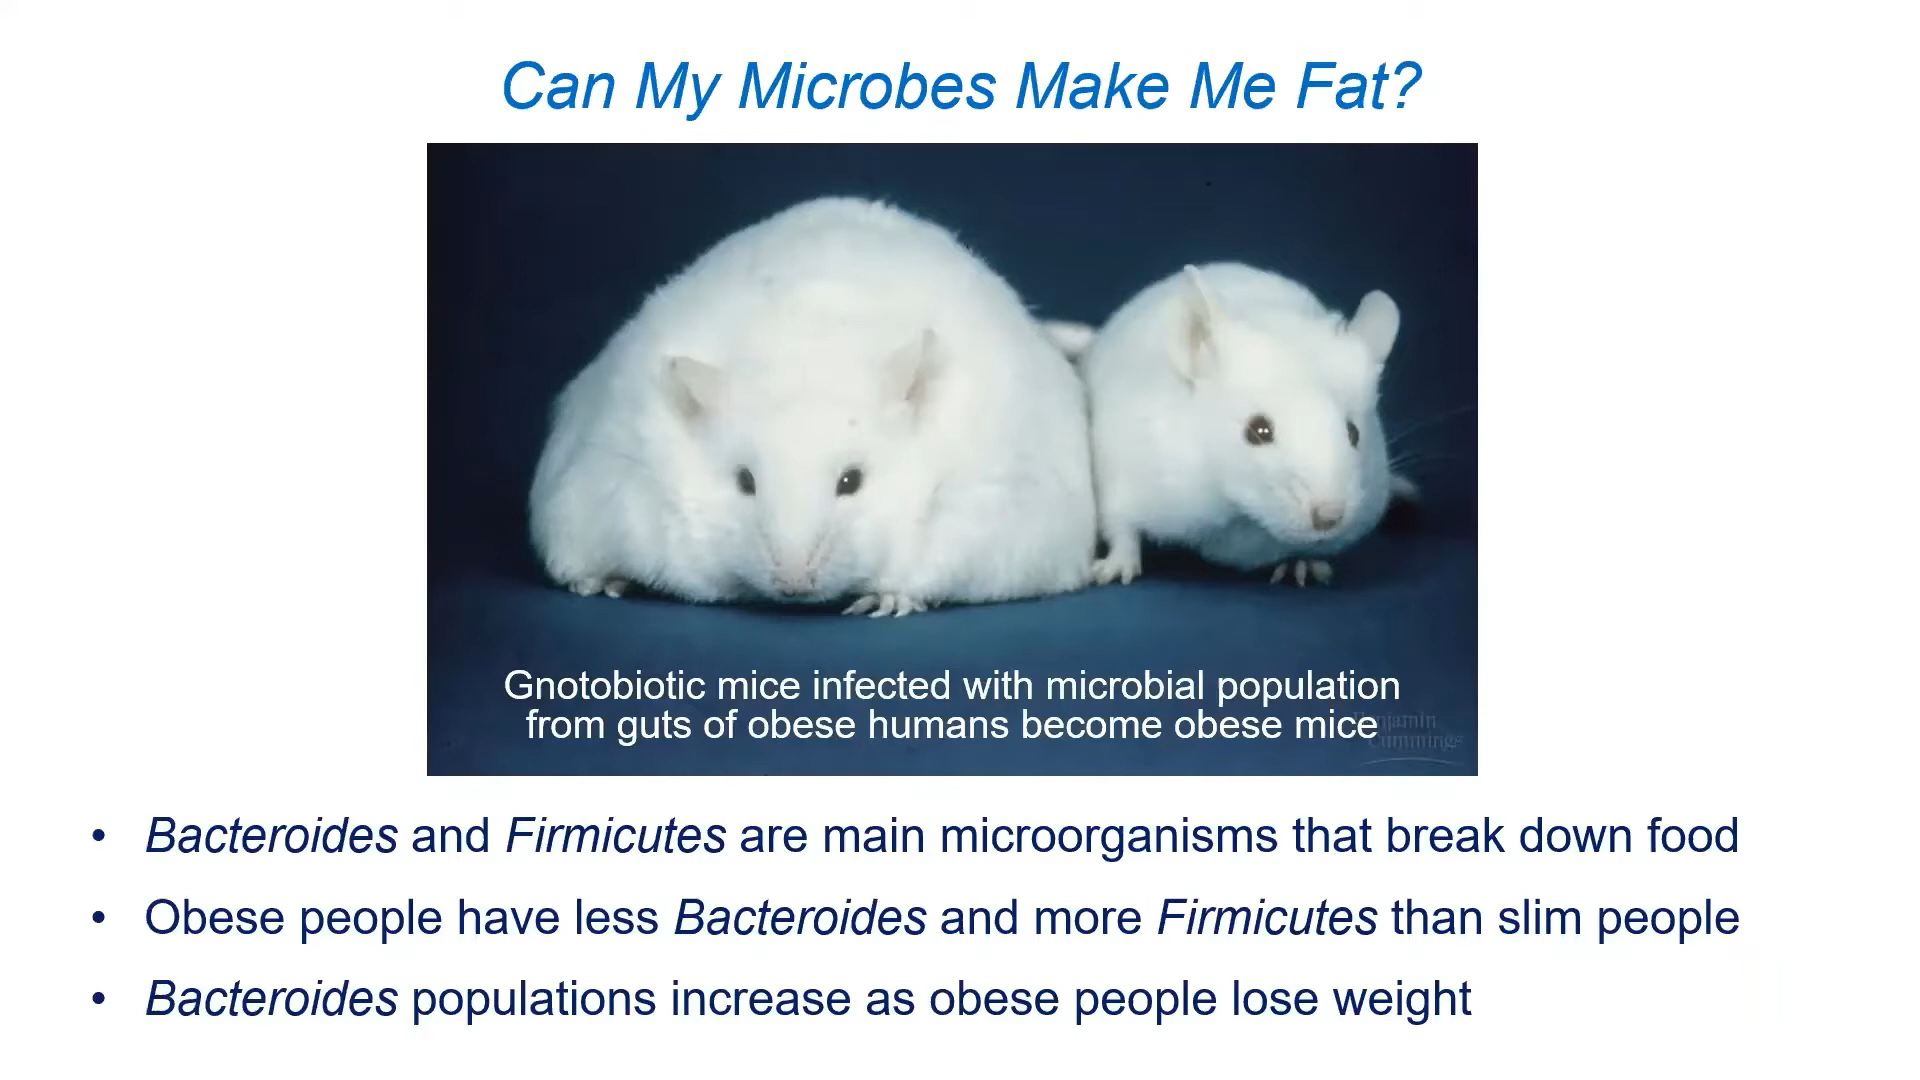 Can My Microbes Make Me Fat?
Gnotobiotic mice infected with microbial population
from guts of obese humans become obese mice
Benjamin
Cummings
• Bacteroides and Firmicutes are main microorganisms that break down food
• Obese people have less Bacteroides and more Firmicutes than slim people
• Bacteroides populations increase as obese people lose weight